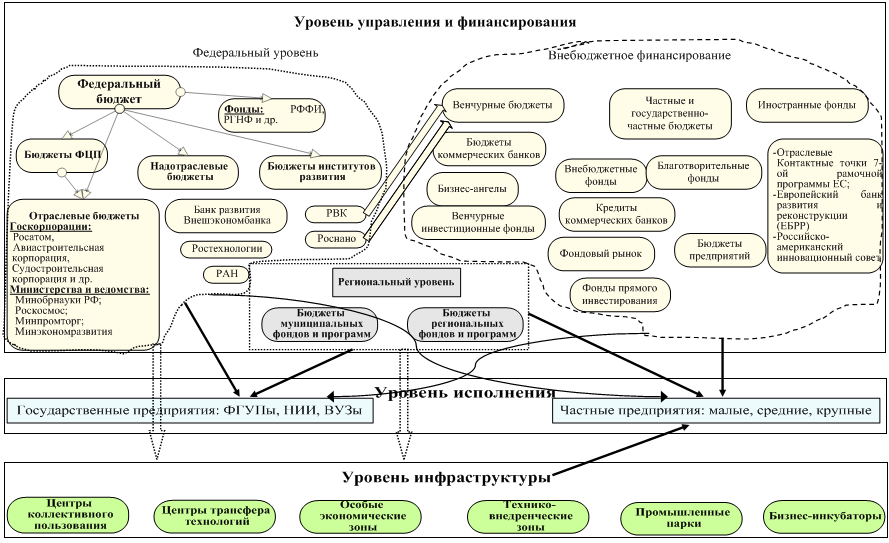 Уровень управления и финансирования
Федеральный уровень
Внебюджетное финансирование
Федеральный
бюджет
Фонды: РФФИ,
РГНФ и др.
Бюджеты ФЦП
Надотраслевые
бюджеты
Бюджеты институтов
развития
Отраслевые бюджеты
Госкорпорации:
Росатом,
Авиастроительная
корпорация,
Судостроительная
корпорация и др.
Министерства и ведомства:
Минобрнауки РФ;
Роскосмос;
Минпромторг;
Минэкономразвития
Банк развития
Внешэкономбанка
Ростехнологии
РАН
РВК
Роснано
Венчурные бюджеты
Бюджеты
коммерческих банков
Бизнес-ангелы
Венчурные
инвестиционные фонды
Частные и
государственно-
частные бюджеты
Иностранные фонды
Внебюджетные
фонды
Благотворительные
фонды
Кредиты
коммерческих банков
Фондовый рынок
Бюджеты
предприятий
Фонды прямого
инвестирования
-Отраслевые
Контактные точки 7-
ой рамочной
программы ЕС;
-Европейский банк
развития и
реконструкции
(ЕБРР)
-Российско-
американский
инновационный совет
Региональный уровень
Бюджеты
муниципальных
фондов и программ
Бюджеты
региональных
фондов и программ
Уровень исполнения
Государственные предприятия: ФГУПы, НИИ, ВУЗы
Частные предприятия: малые, средние, крупные
Уровень инфраструктуры
Центры
коллективного
пользования
Центры трансфера
технологий
Особые
экономические
зоны
Технико-
внедренческие
зоны
Промышленные
парки
Бизнес-инкубаторы